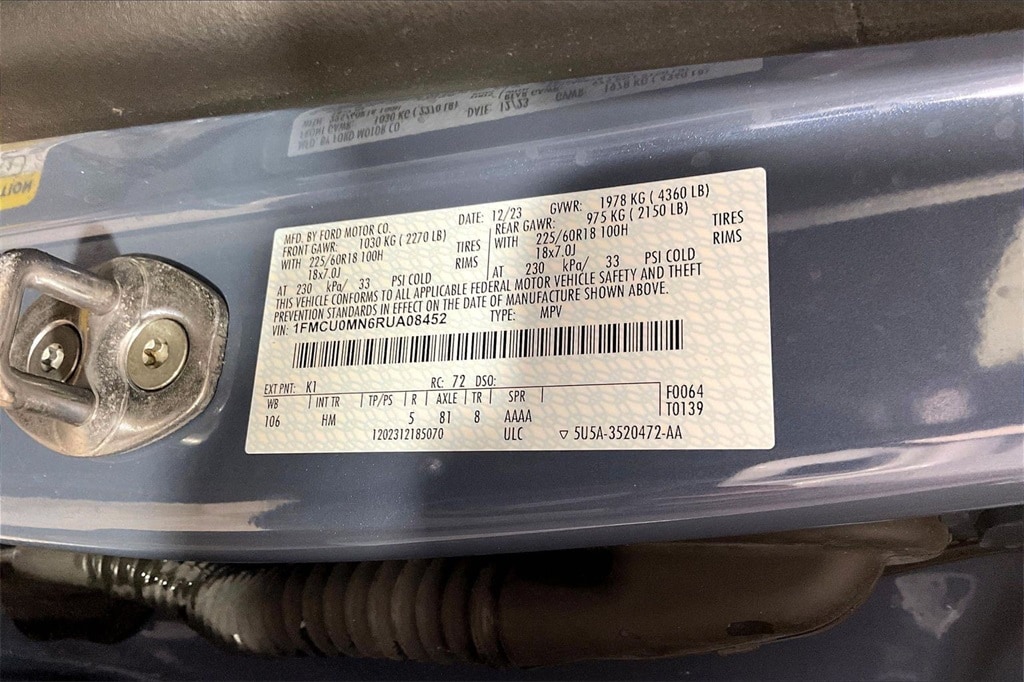 MFD. BY FORD MOTOR CO. DATE: 12/23 GVWR: 1978 KG ( 4360 LB)
FRONT GAWR: 1030 KG ( 2270 LB) REAR GAWR: 975 KG ( 2150 LB)
WITH 225/60R18 100H TIRES WITH 225/60R18 100H TIRES
18x7.0J RIMS 18x7.0J RIMS
AT 230 kPa/ 33 PSI COLD AT 230 kPa/ 33 PSI COLD
THIS VEHICLE CONFORMS TO ALL APPLICABLE FEDERAL MOTOR VEHICLE SAFETY AND THEFT
PREVENTION STANDARDS IN EFFECT ON THE DATE OF MANUFACTURE SHOWN ABOVE.
VIN: 1FMCU0MN6RUA08452 TYPE: MPV
EXT PNT: K1 RC: 72 DSO:
WB INT TR TP/PS R AXLE TR SPR F0064
106 HM 5 81 8 AAAA T0139
1202312185070 ULC ▽ 5U5A-3520472-AA